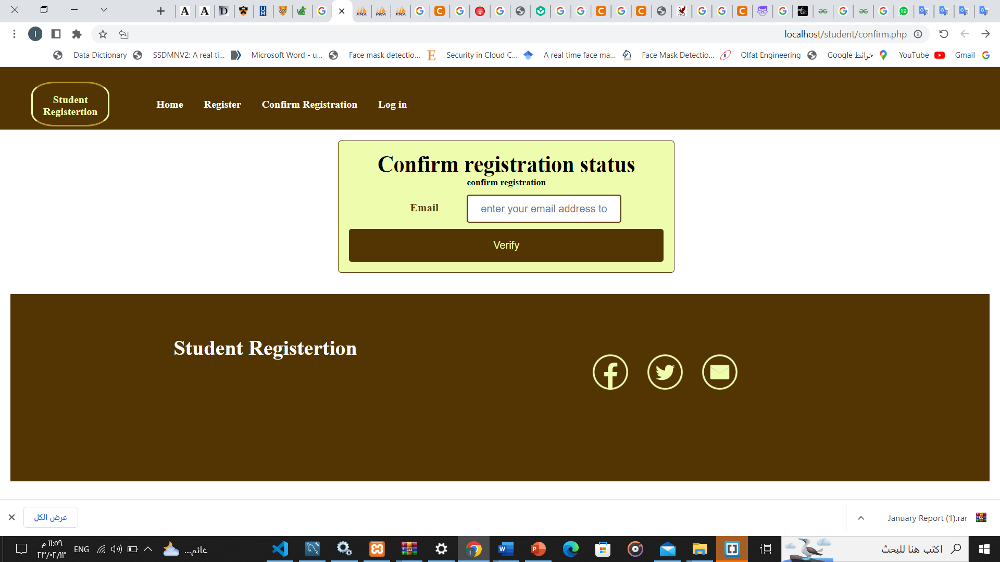 localhost/student/confirm.php
Data Dictionary
SSDMNV2: A real ti...
Microsoft Word - u...
Face mask detectio...
Security in Cloud C...
A real time face ma...
Face Mask Detectio...
Olfat Engineering
خرائط Google
YouTube
Gmail
Student
Registertion
Home
Register
Confirm Registration
Log in
Confirm registration status
confirm registration
Email
enter your email address to
Verify
Student Registertion
عرض الكل
January Report (1).rar
١١:٥٩ م
٢٣/٠٢/١٣
ENG
غائم...
اكتب هنا للبحث